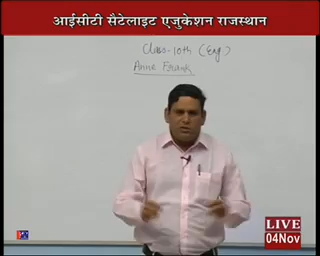 आईसीटी सैटेलाइट एजुकेशन राजस्थान
Class-10th (Eng)
Anne Frank
LIVE
04Nov